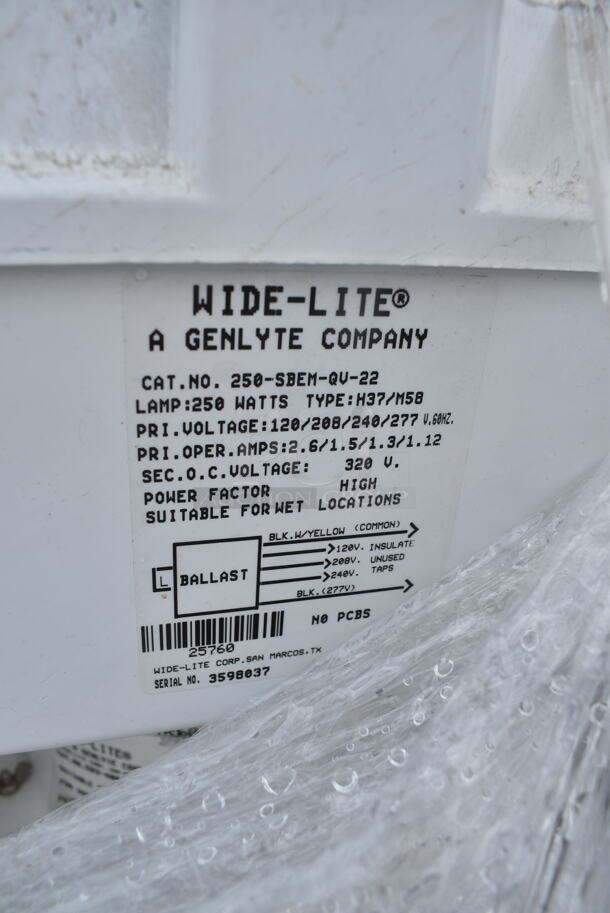 WIDE-LITE®
A GENLYTE COMPANY
CAT.NO. 250-SBEM-QV-22
LAMP:250 WATTS TYPE:H37/M58
PRI.VOLTAGE:120/208/240/277 V.60HZ.
PRI.OPER.AMPS:2.6/1.5/1.3/1.12
SEC.O.C.VOLTAGE: 320 V.
POWER FACTOR HIGH
SUITABLE FOR WET LOCATIONS
BLK.W/YELLOW (COMMON)
120V. INSULATE
208V. UNUSED
240V. TAPS
L BALLAST
BLK.(277V)
NO PCBS
25760
WIDE-LITE CORP.SAN MARCOS,TX
SERIAL NO. 3598037